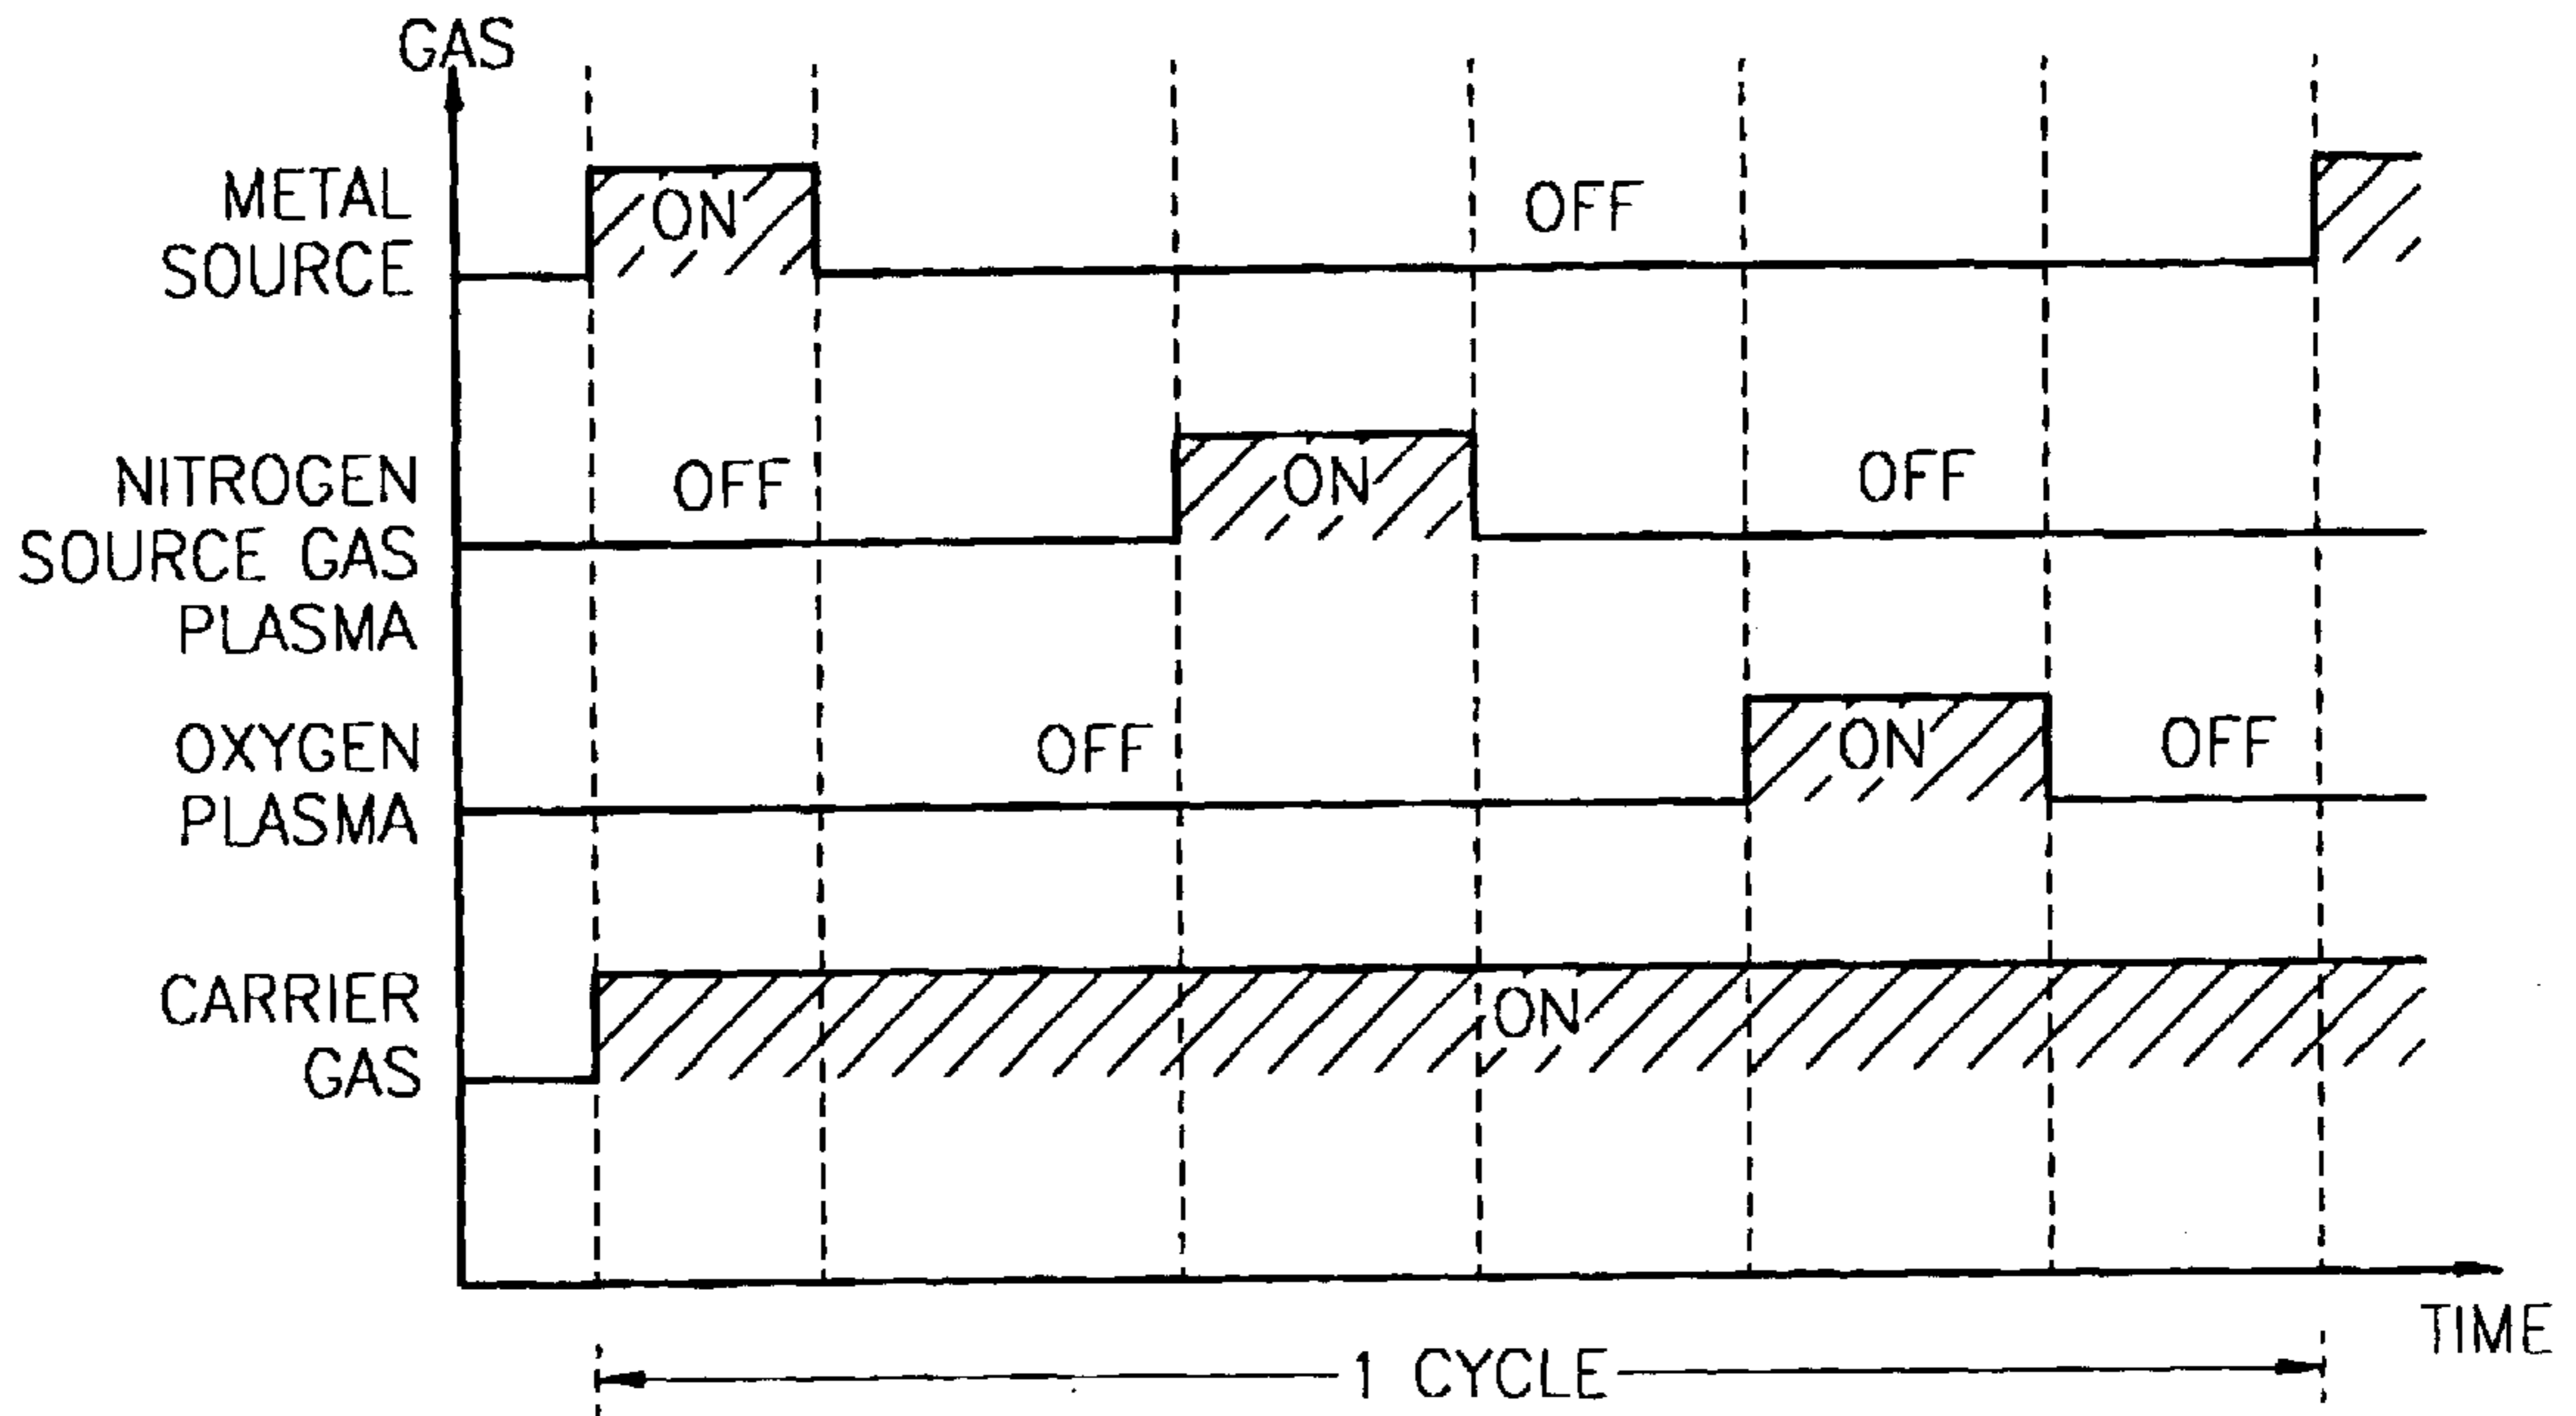 GAS
METAL
SOURCE
ON
OFF
NITROGEN
SOURCE GAS
PLASMA
OFF
ON
OFF
OXYGEN
PLASMA
OFF
ON
OFF
CARRIER
GAS
ON
TIME
1 CYCLE